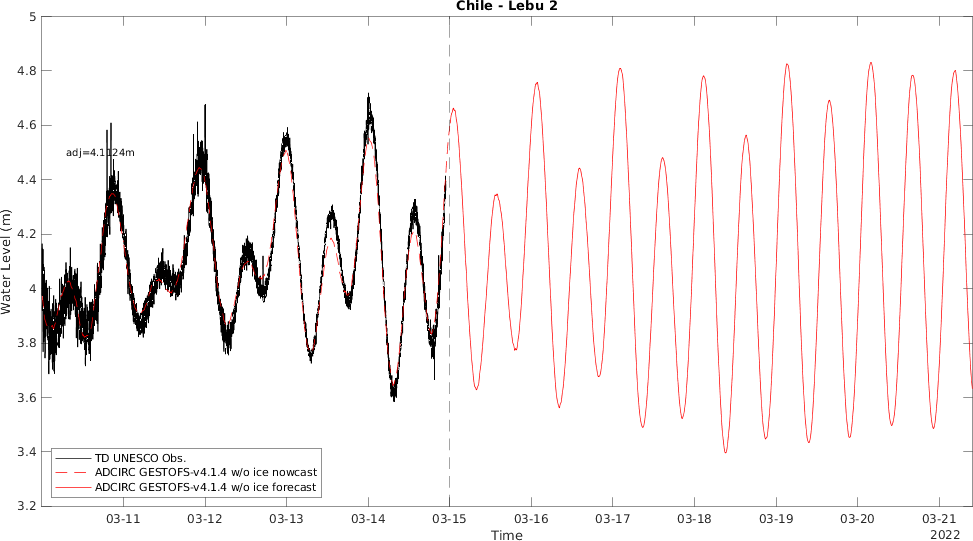 Chile - Lebu 2
5
4.8
4.6
4.4
4.2
4
3.8
3.6
3.4
3.2
Water Level (m)
adj=4.1124m
TD UNESCO Obs.
ADCIRC GESTOFS-v4.1.4 w/o ice nowcast
ADCIRC GESTOFS-v4.1.4 w/o ice forecast
03-11 03-12 03-13 03-14 03-15 03-16 03-17 03-18 03-19 03-20 03-21
Time
2022